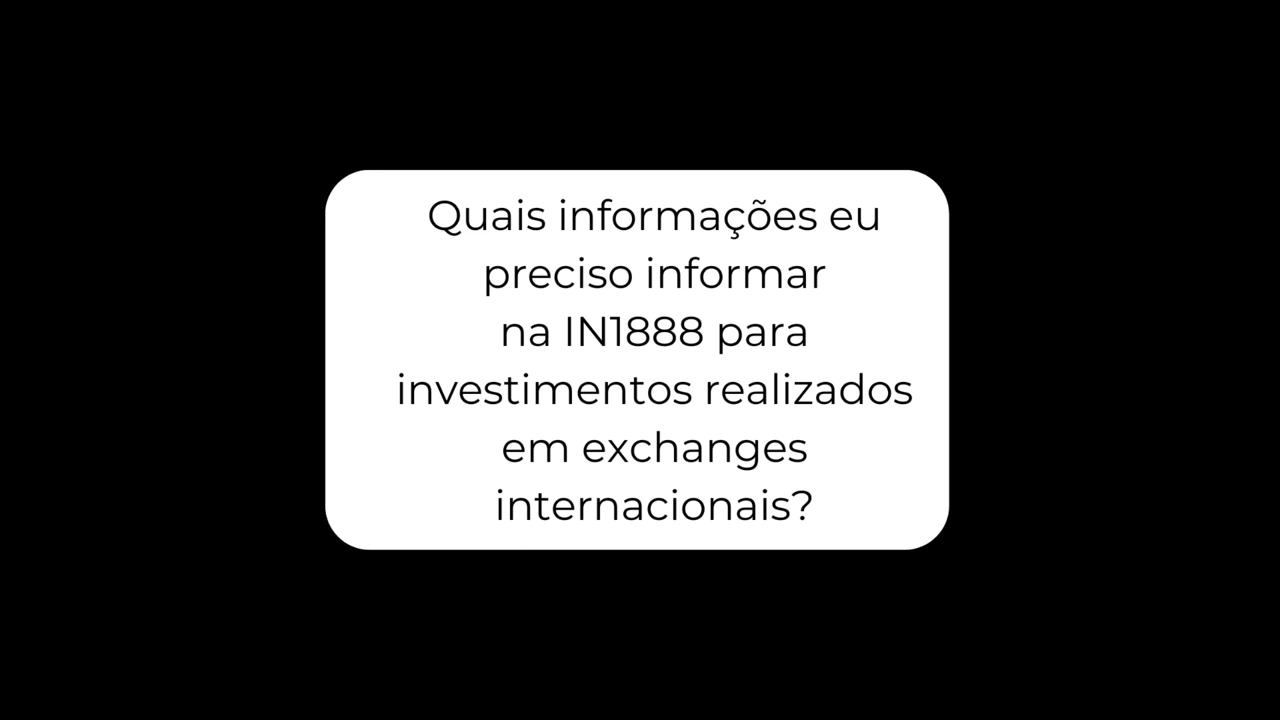 Quais informações eu
preciso informar
na IN1888 para
investimentos realizados
em exchanges
internacionais?